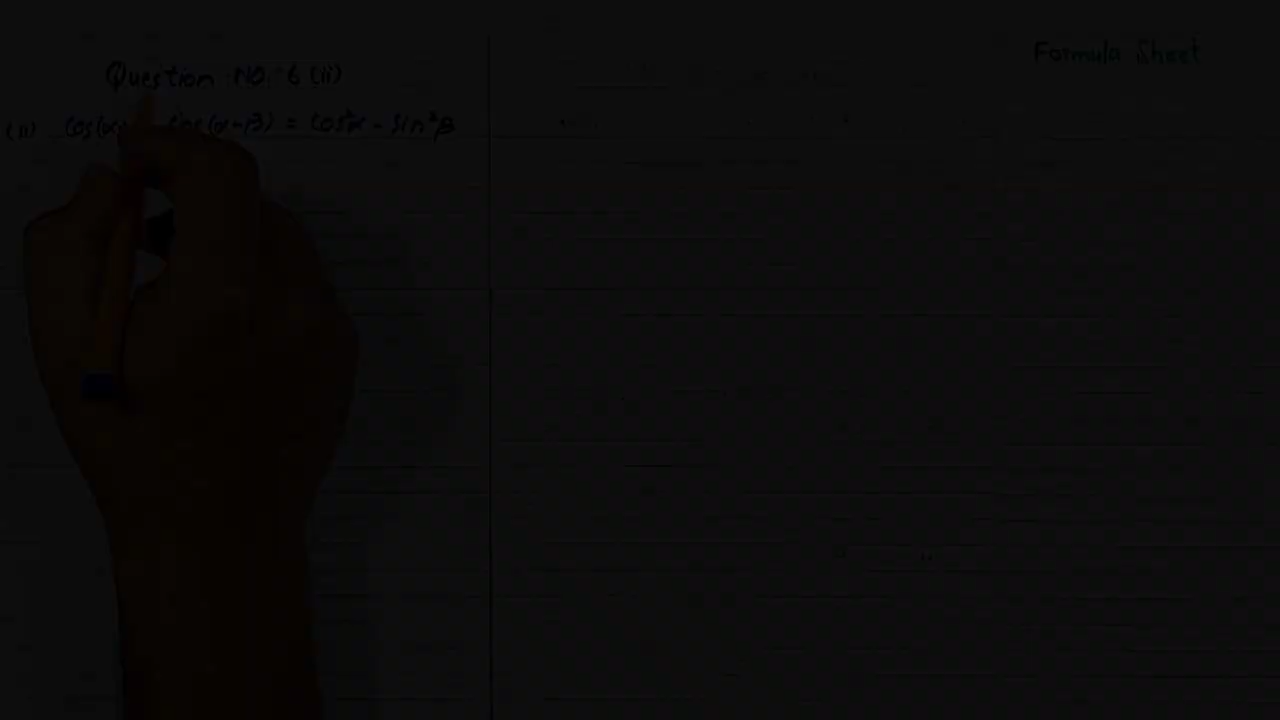 Question NO. 6 (ii)
(ii) Cos(α cos(α-β) = Cos²α - Sin²β
Formula Sheet